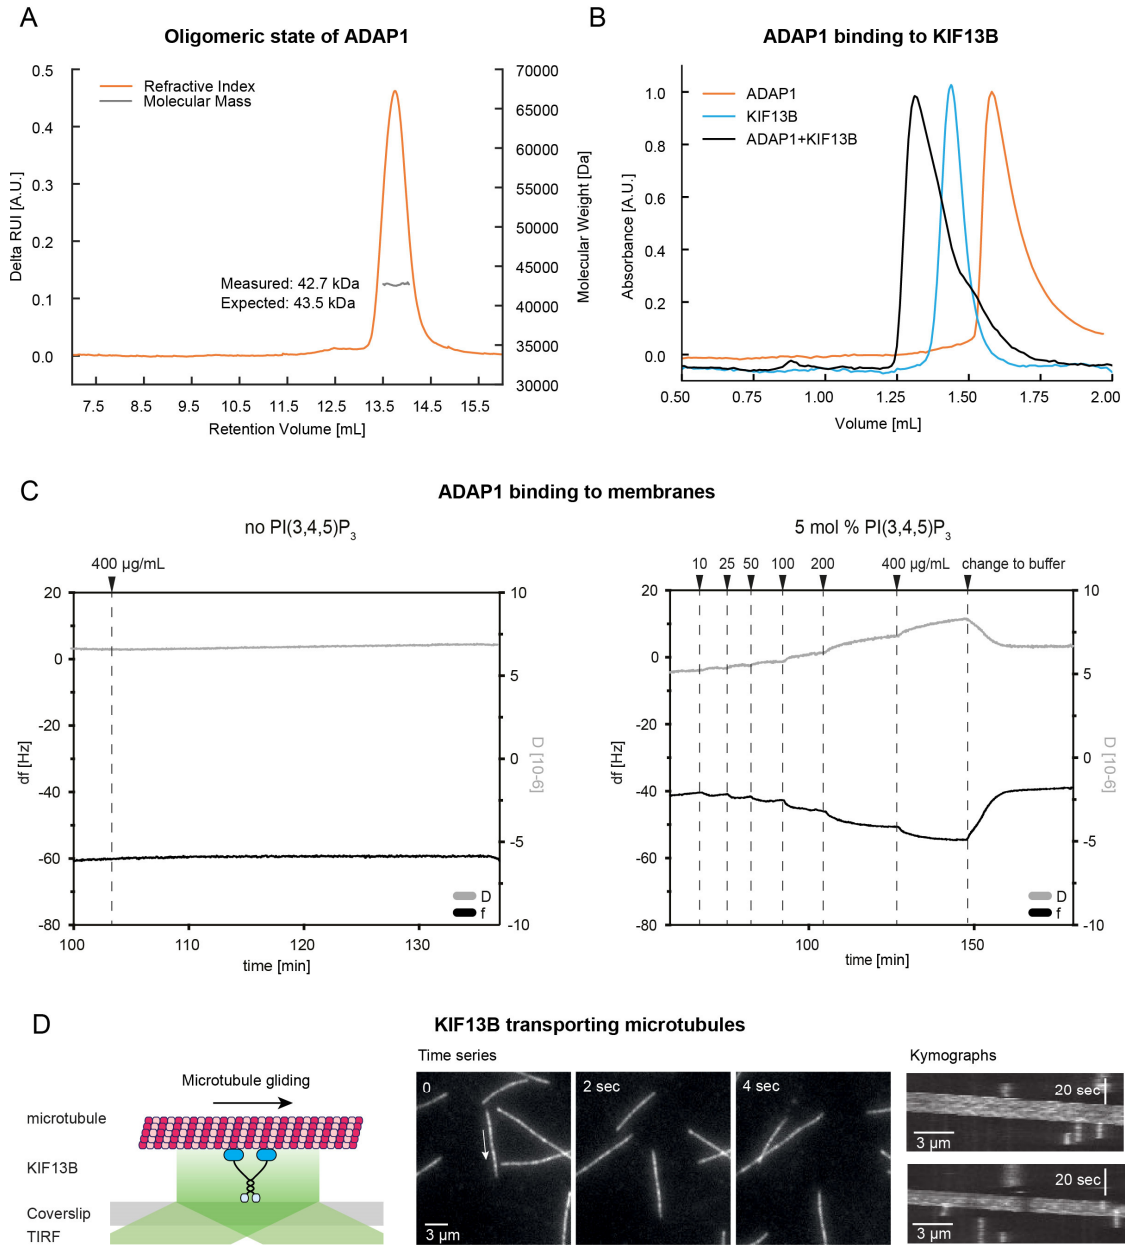 A
Oligomeric state of ADAP1
0.5
0.4
0.3
0.2
0.1
0.0
Delta RUI [A.U.]
Refractive Index
Molecular Mass
Measured: 42.7 kDa
Expected: 43.5 kDa
70000
65000
60000
55000
50000
45000
40000
35000
30000
Molecular Weight [Da]
7.5 8.5 9.5 10.5 11.5 12.5 13.5 14.5 15.5
Retention Volume [mL]
B
ADAP1 binding to KIF13B
1.0
0.8
0.6
0.4
0.2
0.0
Absorbance [A.U.]
ADAP1
KIF13B
ADAP1+KIF13B
0.50 0.75 1.00 1.25 1.50 1.75 2.00
Volume [mL]
C
ADAP1 binding to membranes
no PI(3,4,5)P3
400 µg/mL
20
0
-20
-40
-60
-80
df [Hz]
10
5
0
-5
-10
D [10-6]
D
f
100 110 120 130
time [min]
5 mol % PI(3,4,5)P3
10 25 50 100 200 400 µg/mL change to buffer
20
0
-20
-40
-60
-80
df [Hz]
10
5
0
-5
-10
D [10-6]
D
f
100 150
time [min]
D
KIF13B transporting microtubules
Microtubule gliding
microtubule
KIF13B
Coverslip
TIRF
Time series
0
2 sec
4 sec
3 µm
3 µm
3 µm
Kymographs
20 sec
3 µm
20 sec
3 µm